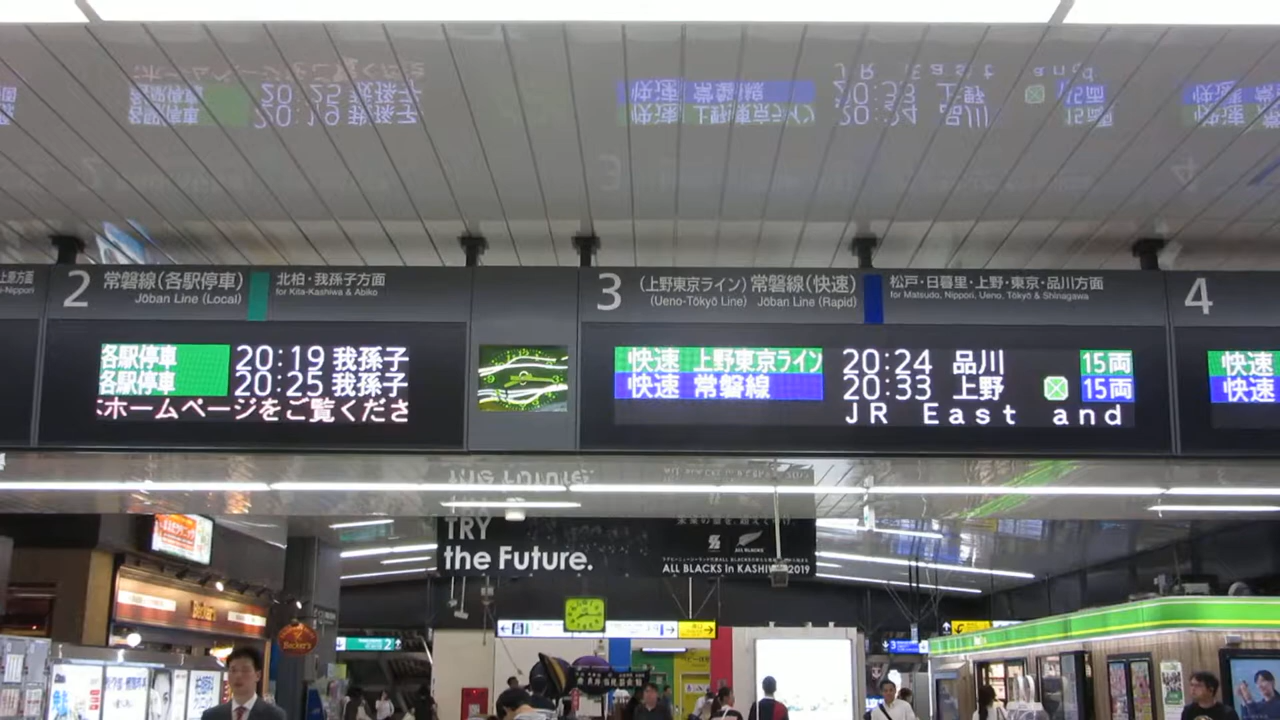 2 常磐線(各駅停車)
Jōban Line (Local)
北柏・我孫子方面
for Kita-Kashiwa & Abiko
各駅停車 20:19 我孫子
各駅停車 20:25 我孫子
ホームページをご覧くださ
3 (上野東京ライン) 常磐線(快速)
(Ueno-Tōkyō Line) Jōban Line (Rapid)
松戸・日暮里・上野・東京・品川方面
for Matsudo, Nippori, Ueno, Tōkyō & Shinagawa
快速 上野東京ライン 20:24 品川 15両
快速 常磐線 20:33 上野 15両
JR East and
4
快速
快速
TRY
the Future.
ALL BLACKS
ALL BLACKS in KASHIWA 2019
Becker's
Becker's
2
3